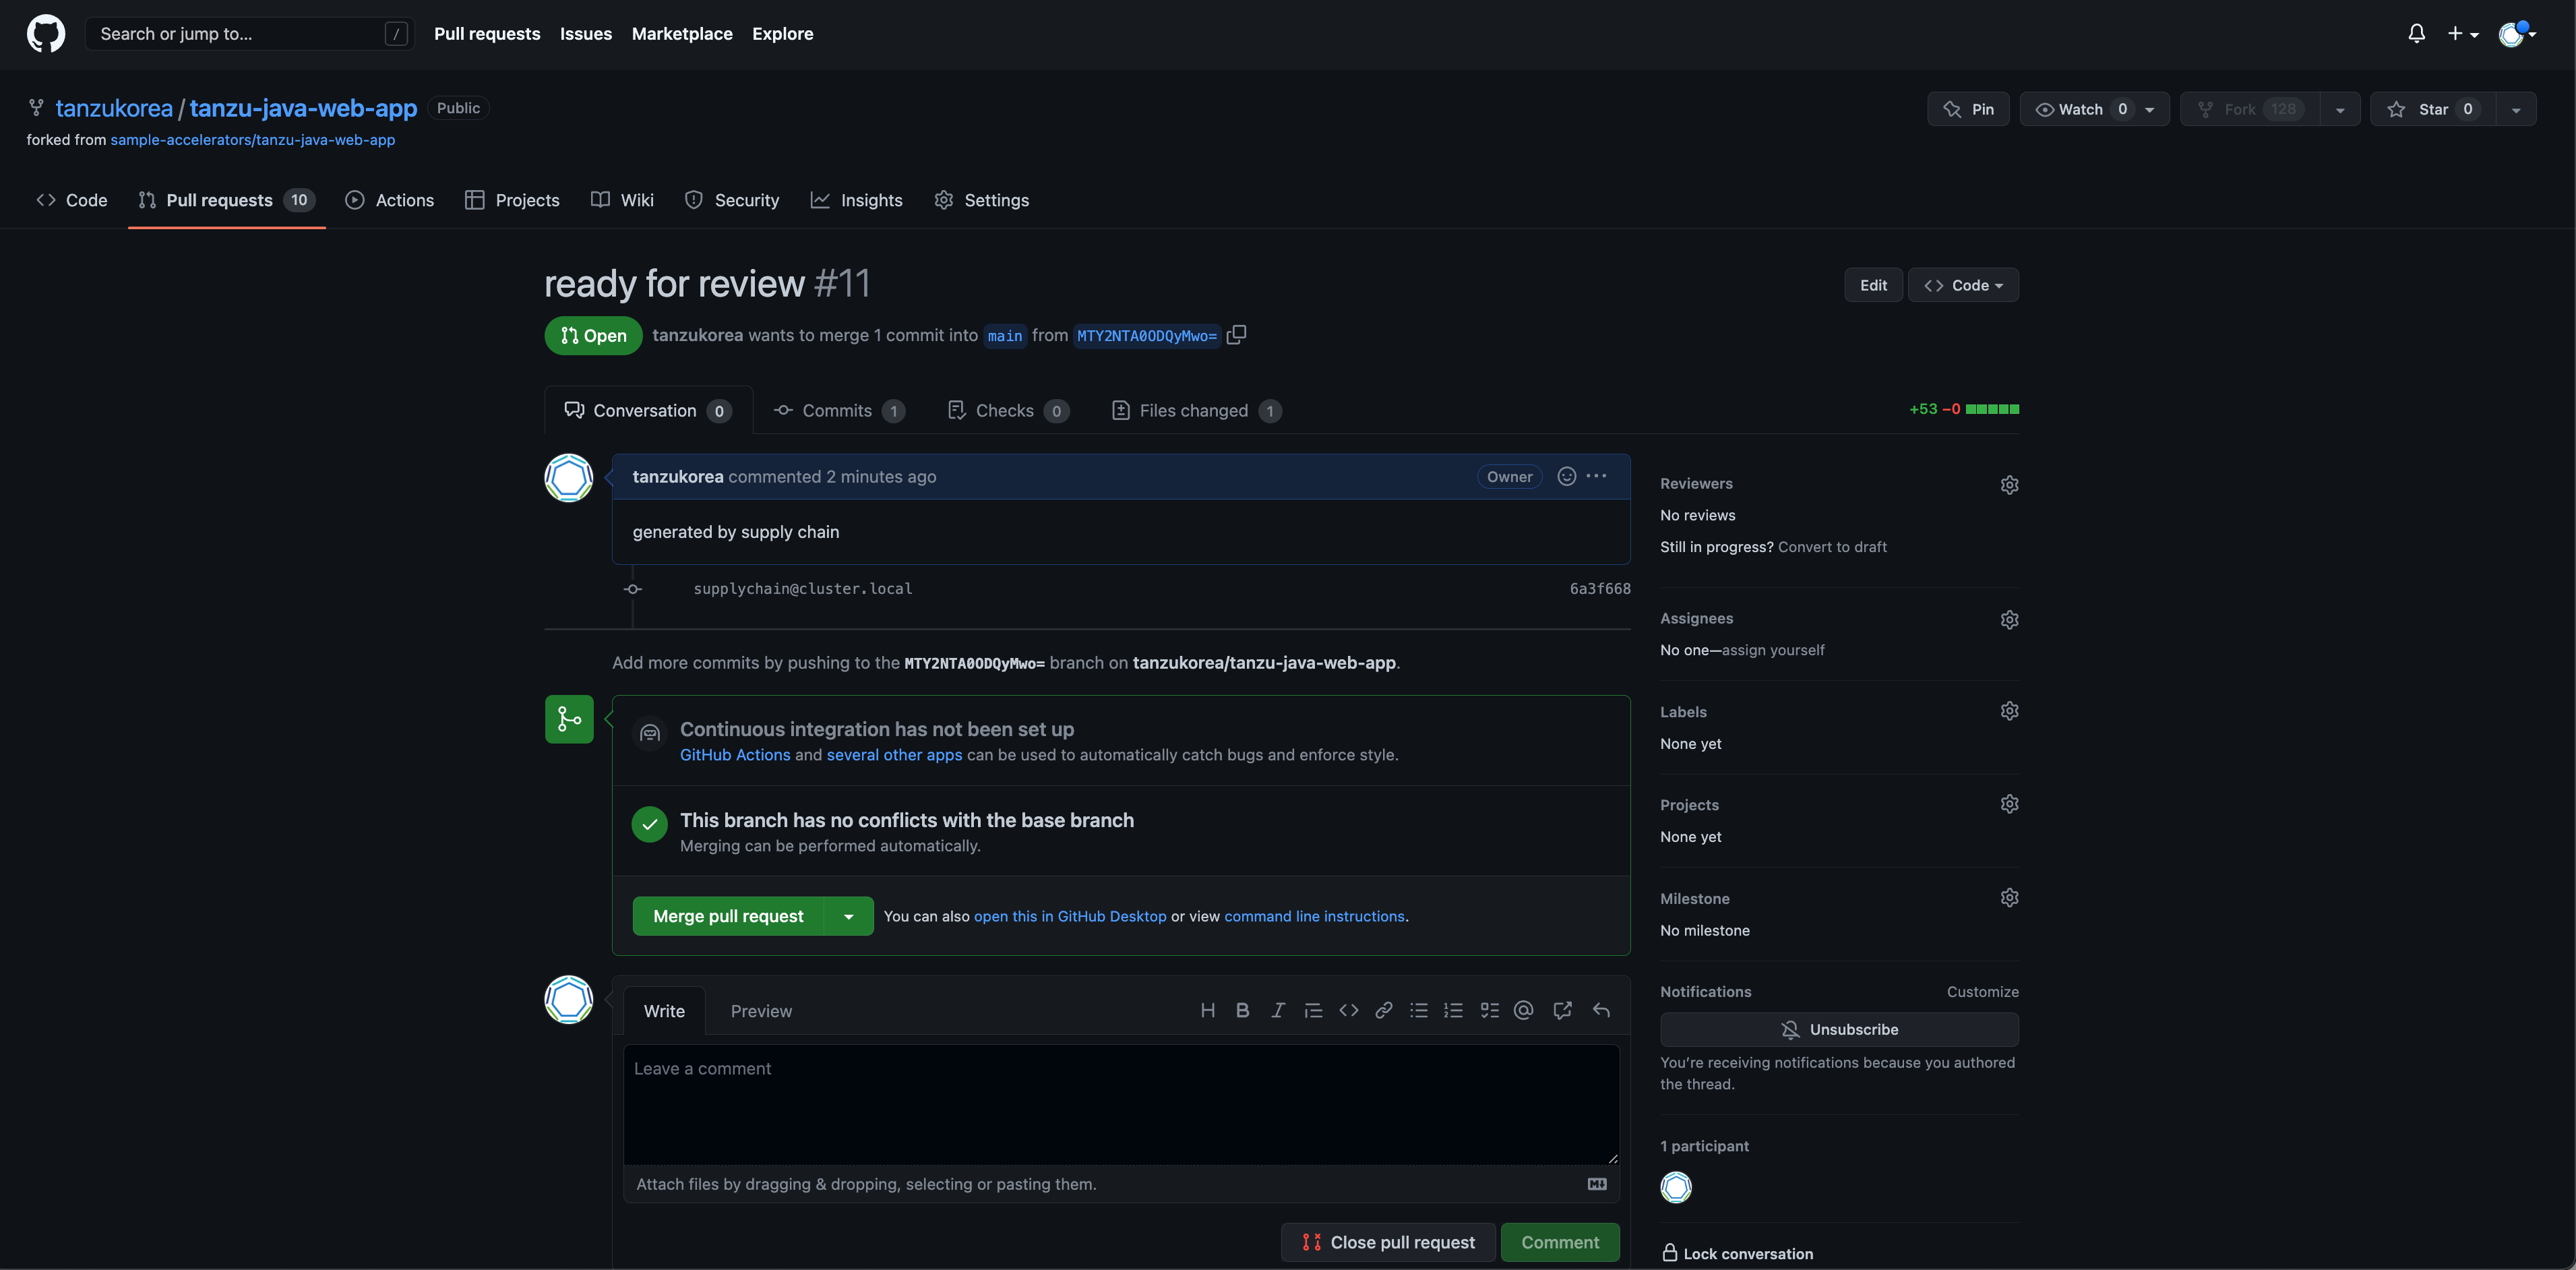 Search or jump to... /
Pull requests Issues Marketplace Explore
tanzukorea / tanzu-java-web-app Public
forked from sample-accelerators/tanzu-java-web-app
Pin
Watch 0
Fork 128
Star 0
Code
Pull requests 10
Actions
Projects
Wiki
Security
Insights
Settings
ready for review #11
Edit
Code
Open
tanzukorea wants to merge 1 commit into main from MTY2NTA0ODQyMwo=
Conversation 0
Commits 1
Checks 0
Files changed 1
+53 −0
tanzukorea commented 2 minutes ago
Owner
generated by supply chain
supplychain@cluster.local
6a3f668
Add more commits by pushing to the MTY2NTA0ODQyMwo= branch on tanzukorea/tanzu-java-web-app.
Continuous integration has not been set up
GitHub Actions and several other apps can be used to automatically catch bugs and enforce style.
This branch has no conflicts with the base branch
Merging can be performed automatically.
Merge pull request
You can also open this in GitHub Desktop or view command line instructions.
Write
Preview
Leave a comment
Attach files by dragging & dropping, selecting or pasting them.
Close pull request
Comment
Reviewers
No reviews
Still in progress? Convert to draft
Assignees
No one—assign yourself
Labels
None yet
Projects
None yet
Milestone
No milestone
Notifications
Customize
Unsubscribe
You're receiving notifications because you authored
the thread.
1 participant
Lock conversation